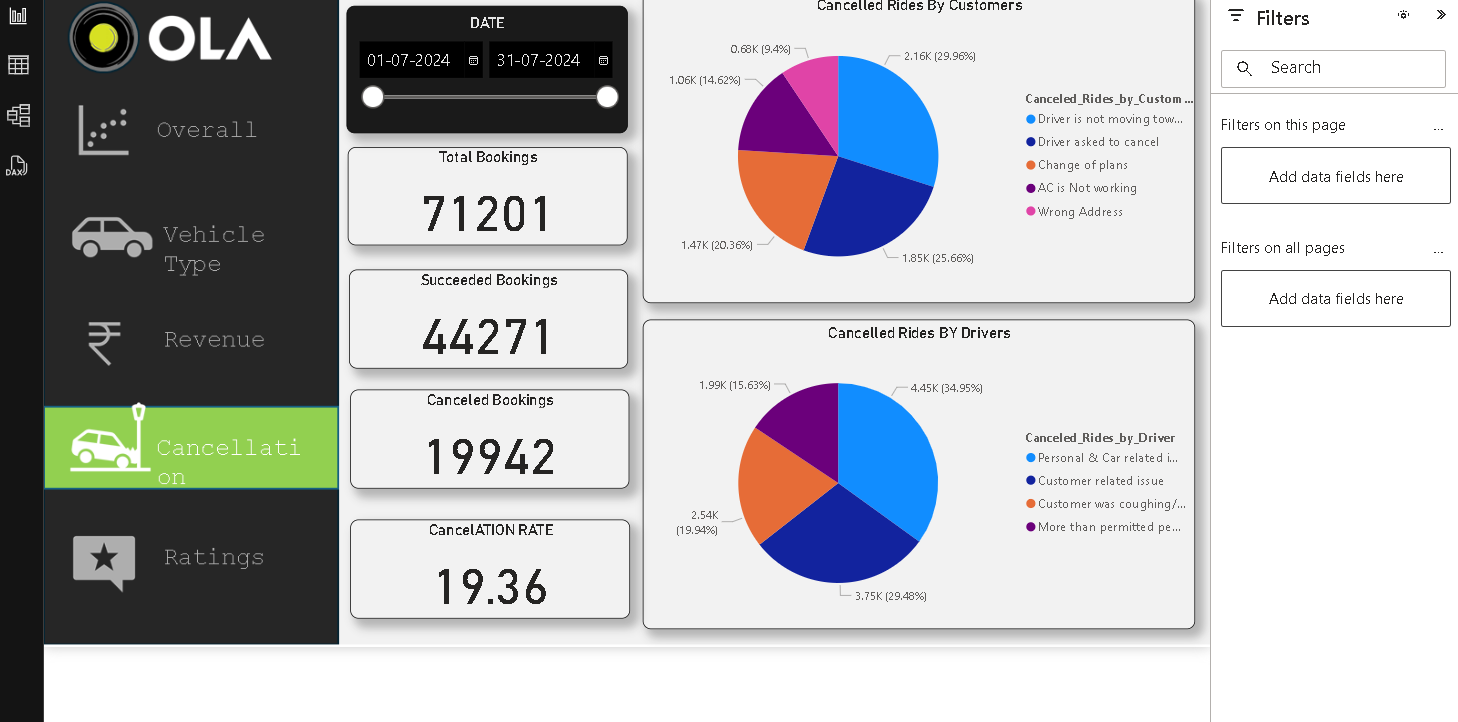 OLA
Overall
Vehicle
Type
Revenue
Cancellati
on
Ratings
DAX
DATE
01-07-2024
31-07-2024
Total Bookings
71201
Succeeded Bookings
44271
Canceled Bookings
19942
CancelATION RATE
19.36
Cancelled Rides By Customers
0.68K (9.4%)
2.16K (29.96%)
1.06K (14.62%)
1.47K (20.36%)
1.85K (25.66%)
Canceled_Rides_by_Custom ...
Driver is not moving tow...
Driver asked to cancel
Change of plans
AC is Not working
Wrong Address
Cancelled Rides BY Drivers
1.99K (15.63%)
4.45K (34.95%)
2.54K
(19.94%)
3.75K (29.48%)
Canceled_Rides_by_Driver
Personal & Car related i...
Customer related issue
Customer was coughing/...
More than permitted pe...
Filters
Search
Filters on this page
...
Add data fields here
Filters on all pages
...
Add data fields here